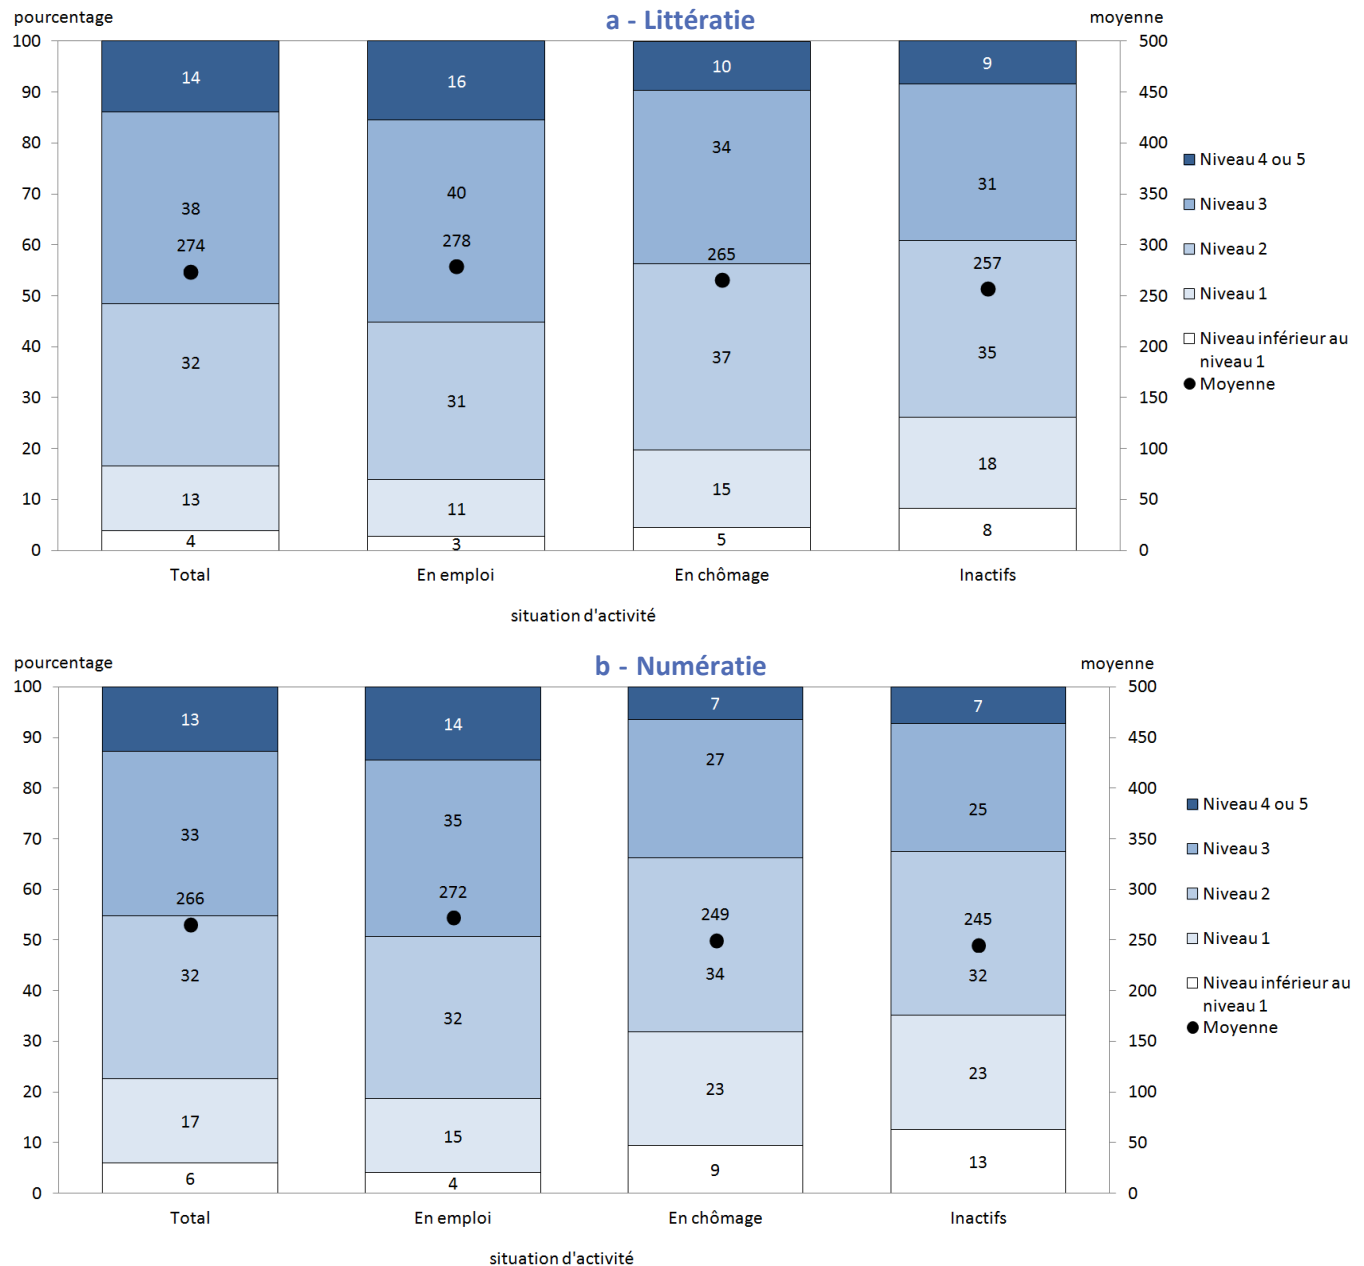 pourcentage
a - Littératie
moyenne
100 14 16 10 9 500
90 450
80 34 400
Niveau 4 ou 5
70 38 40 31 350
Niveau 3
60 274 278 265 257 300
Niveau 2
50 250
Niveau 1
40 32 37 35 200
Niveau inférieur au
niveau 1
30 31 150
Moyenne
20 18 100
10 13 11 15 50
0 4 3 5 8 0
Total En emploi En chômage Inactifs
situation d'activité
pourcentage
b - Numératie
moyenne
100 13 14 7 7 500
90 450
80 27 25 400
Niveau 4 ou 5
70 33 35 350
Niveau 3
60 266 272 249 245 300
Niveau 2
50 250
Niveau 1
40 32 34 32 200
Niveau inférieur au
niveau 1
30 32 150
Moyenne
20 23 23 100
10 17 15 50
0 6 4 9 13 0
Total En emploi En chômage Inactifs
situation d'activité